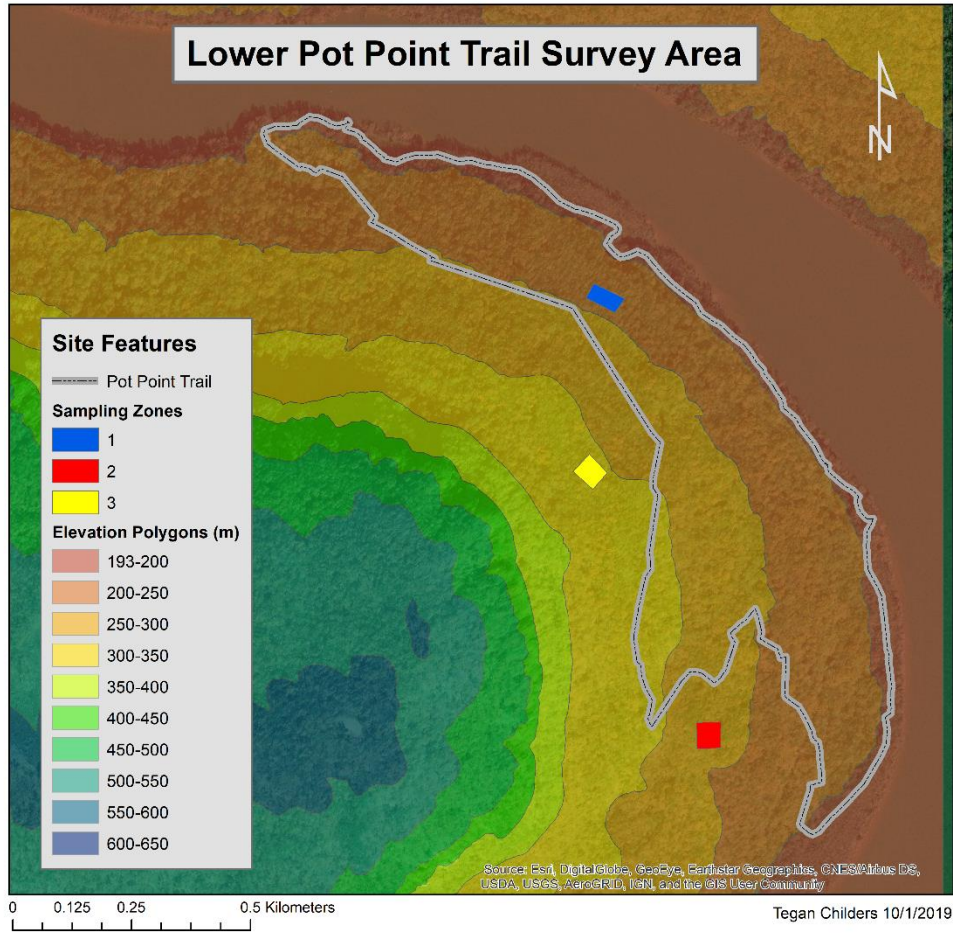 Lower Pot Point Trail Survey Area
N
Site Features
Pot Point Trail
Sampling Zones
1
2
3
Elevation Polygons (m)
193-200
200-250
250-300
300-350
350-400
400-450
450-500
500-550
550-600
600-650
Source: Esri, DigitalGlobe, GeoEye, Earthstar Geographics, CNES/Airbus DS,
USDA, USGS, AeroGRID, IGN, and the GIS User Community
0 0.125 0.25 0.5 Kilometers
Tegan Childers 10/1/2019